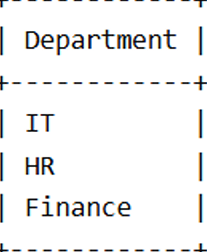 +------------+
| Department |
+------------+
| IT         |
| HR         |
| Finance    |
+------------+